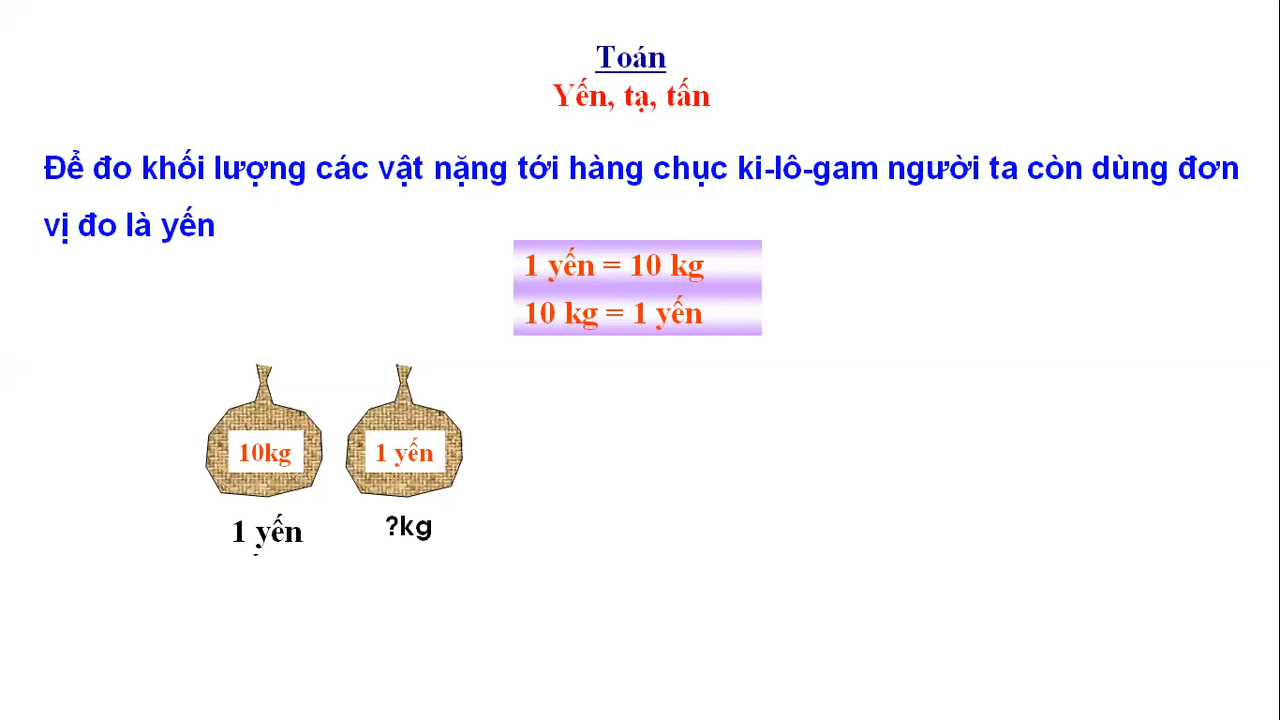 Toán
Yến, tạ, tấn
Để đo khối lượng các vật nặng tới hàng chục ki-lô-gam người ta còn dùng đơn
vị đo là yến
1 yến = 10 kg
10 kg = 1 yến
10kg
1 yến
1 yến
?kg